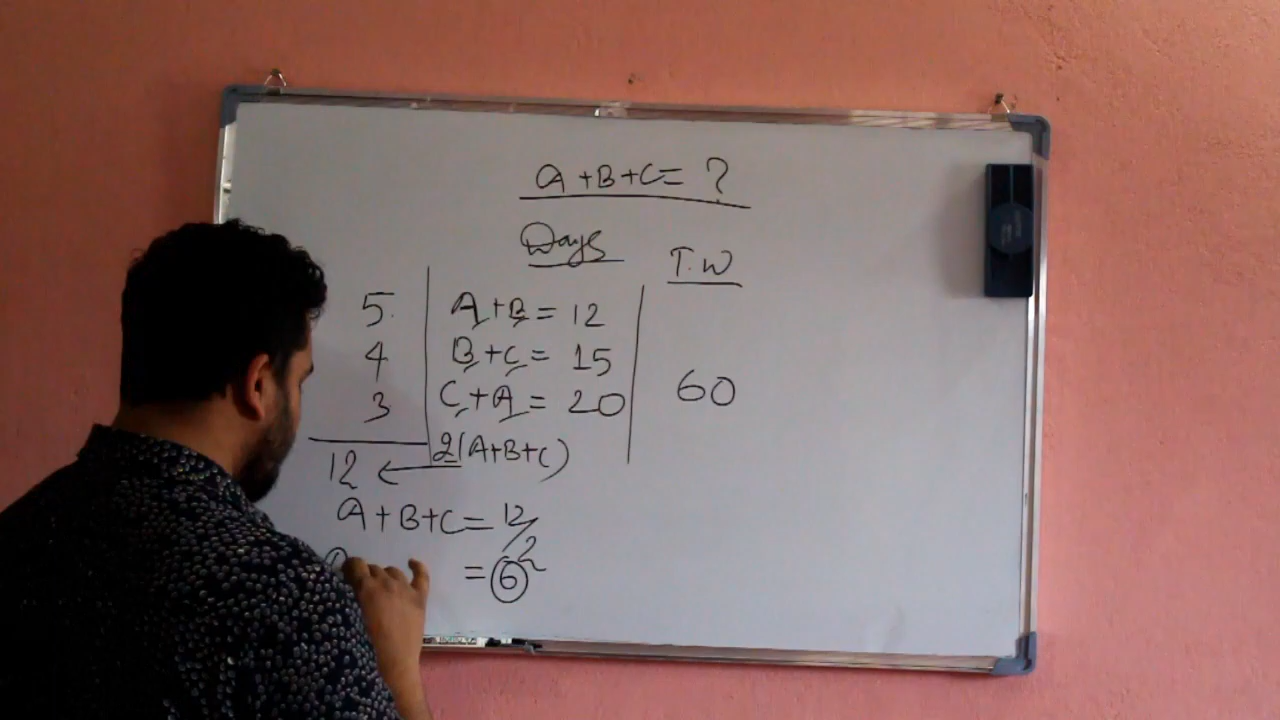 A+B+C= ?
Days
T.W
5 A+B = 12
4 B+C = 15
3 C+A = 20 60
12 2(A+B+C)
A+B+C= 12/2
= 6